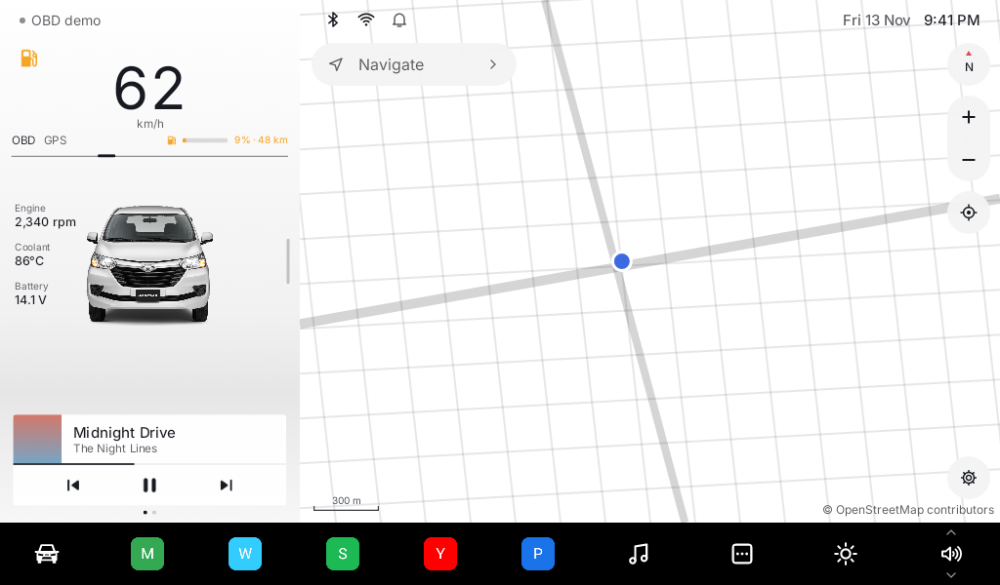 OBD demo
62
km/h
OBD GPS
9% · 48 km
Engine
2,340 rpm
Coolant
86°C
Battery
14.1 V
Midnight Drive
The Night Lines
Fri 13 Nov 9:41 PM
Navigate
N
+
−
300 m
© OpenStreetMap contributors
M
W
S
Y
P